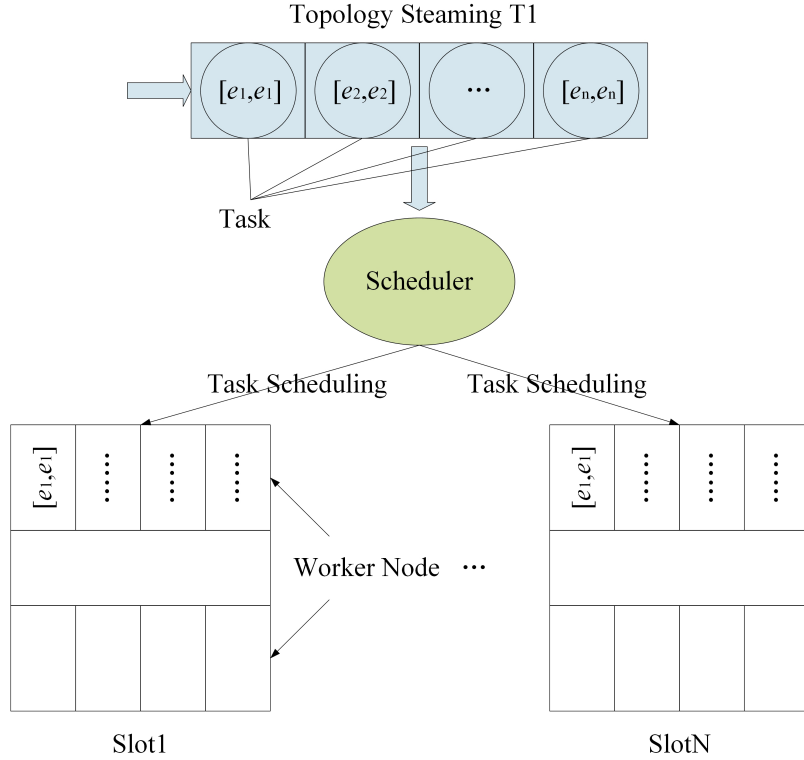 Topology Steaming T1
[e1,e1] [e2,e2] ··· [en,en]
Task
Scheduler
Task Scheduling Task Scheduling
[e1,e1] ······ ······ ······ [e1,e1] ······ ······ ······
Worker Node ···
Slot1 SlotN